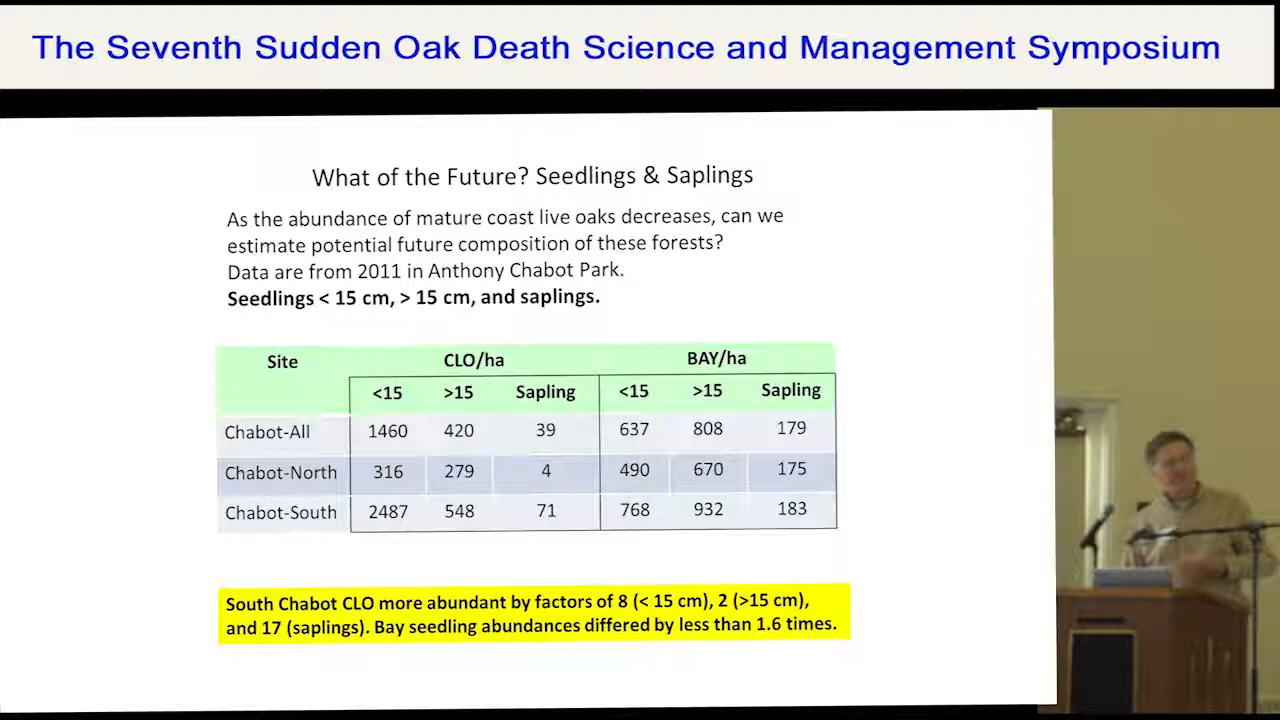 The Seventh Sudden Oak Death Science and Management Symposium
What of the Future? Seedlings & Saplings
As the abundance of mature coast live oaks decreases, can we
estimate potential future composition of these forests?
Data are from 2011 in Anthony Chabot Park.
Seedlings < 15 cm, > 15 cm, and saplings.
Site CLO/ha BAY/ha
<15 >15 Sapling <15 >15 Sapling
Chabot-All 1460 420 39 637 808 179
Chabot-North 316 279 4 490 670 175
Chabot-South 2487 548 71 768 932 183
South Chabot CLO more abundant by factors of 8 (< 15 cm), 2 (>15 cm),
and 17 (saplings). Bay seedling abundances differed by less than 1.6 times.